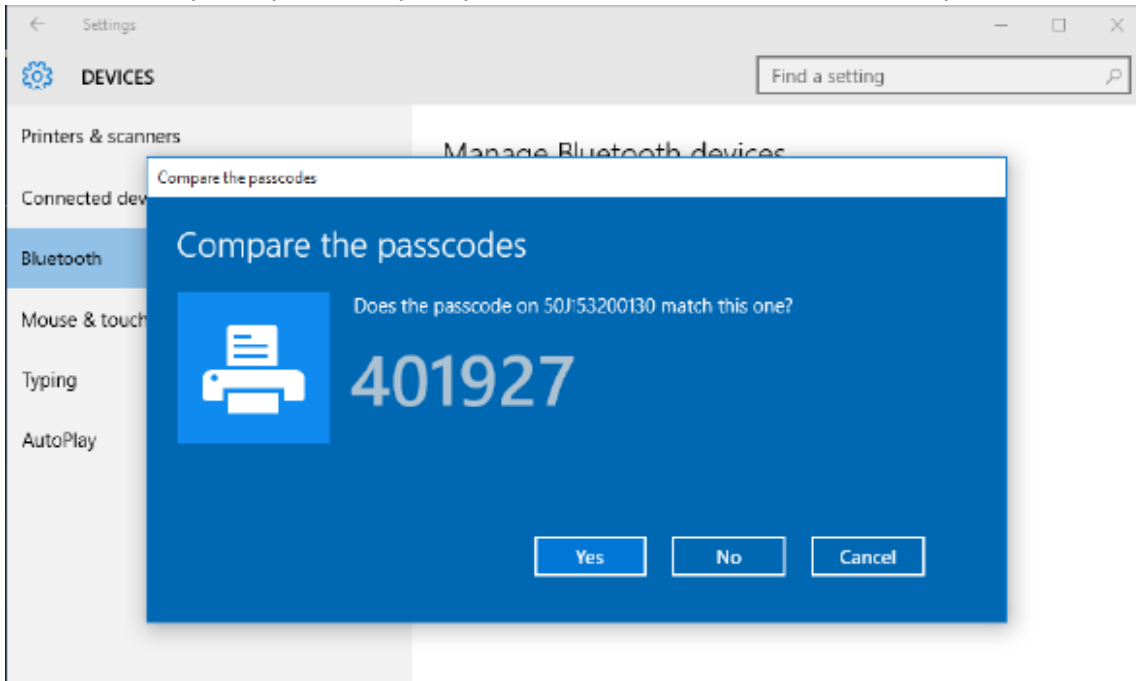 Settings
DEVICES
Find a setting
Printers & scanners
Manage Bluetooth devices
Compare the passcodes
Connected dev
Compare the passcodes
Bluetooth
Does the passcode on 50J153200130 match this one?
Mouse & touch
401927
Typing
AutoPlay
Yes No Cancel